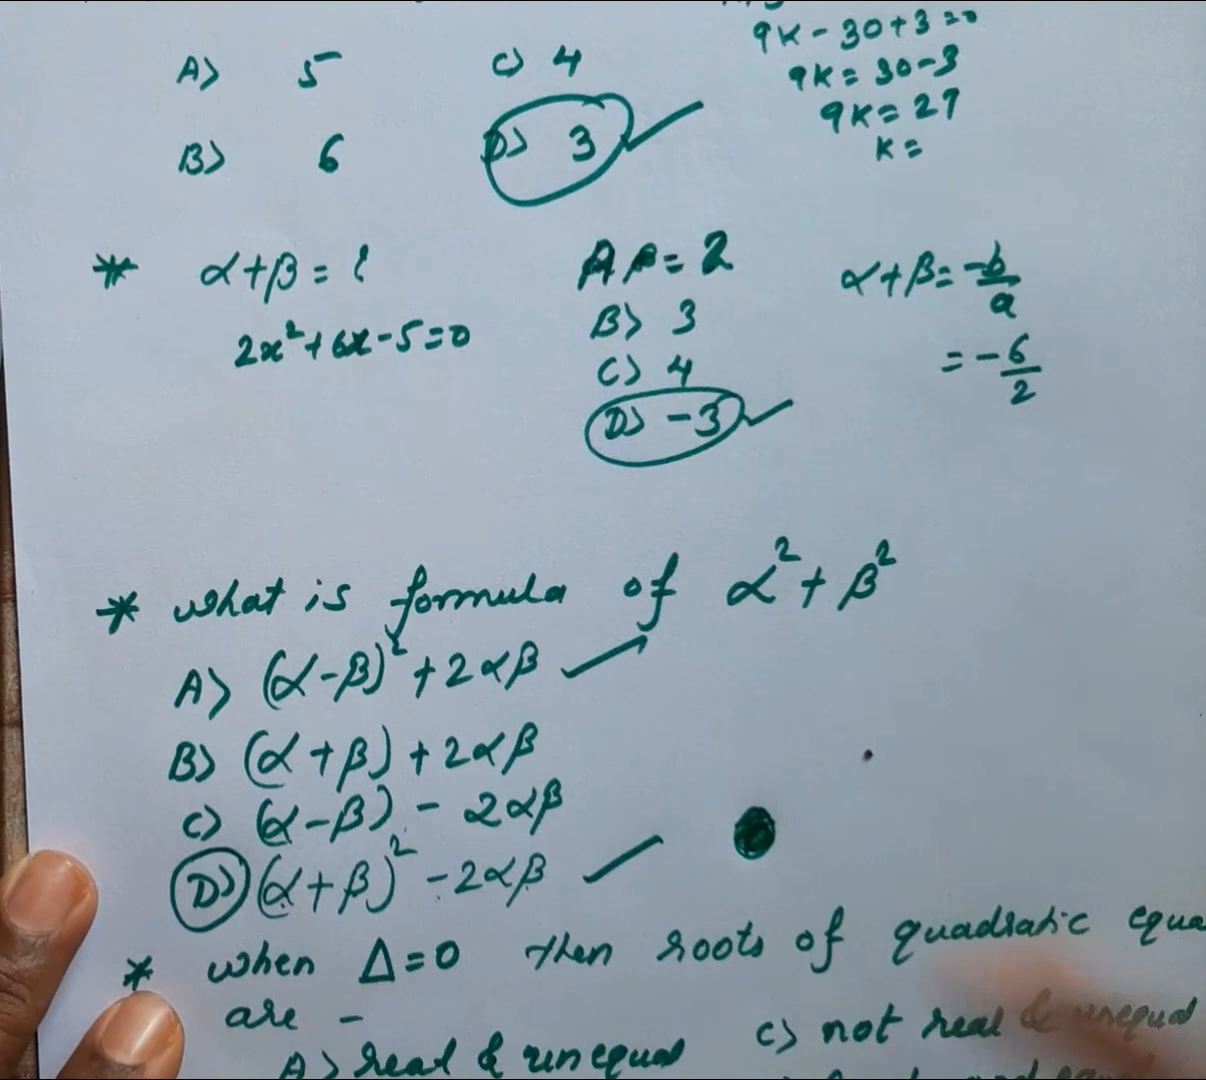 9k - 30 + 3 = 0
A) 5 C) 4
9k = 30 - 3
9k = 27
B) 6 D) 3
k =
* α + β = ?
2x² + 6x - 5 = 0
A = 2
B) 3
C) 4
D) -3
α + β = -b/a
= -6/2
* what is formula of α² + β²
A) (α - β)² + 2αβ
B) (α + β) + 2αβ
C) (α - β) - 2αβ
D) (α + β)² - 2αβ
* when Δ = 0 then roots of quadratic equa
are -
A) real & unequal
C) not real & unequal